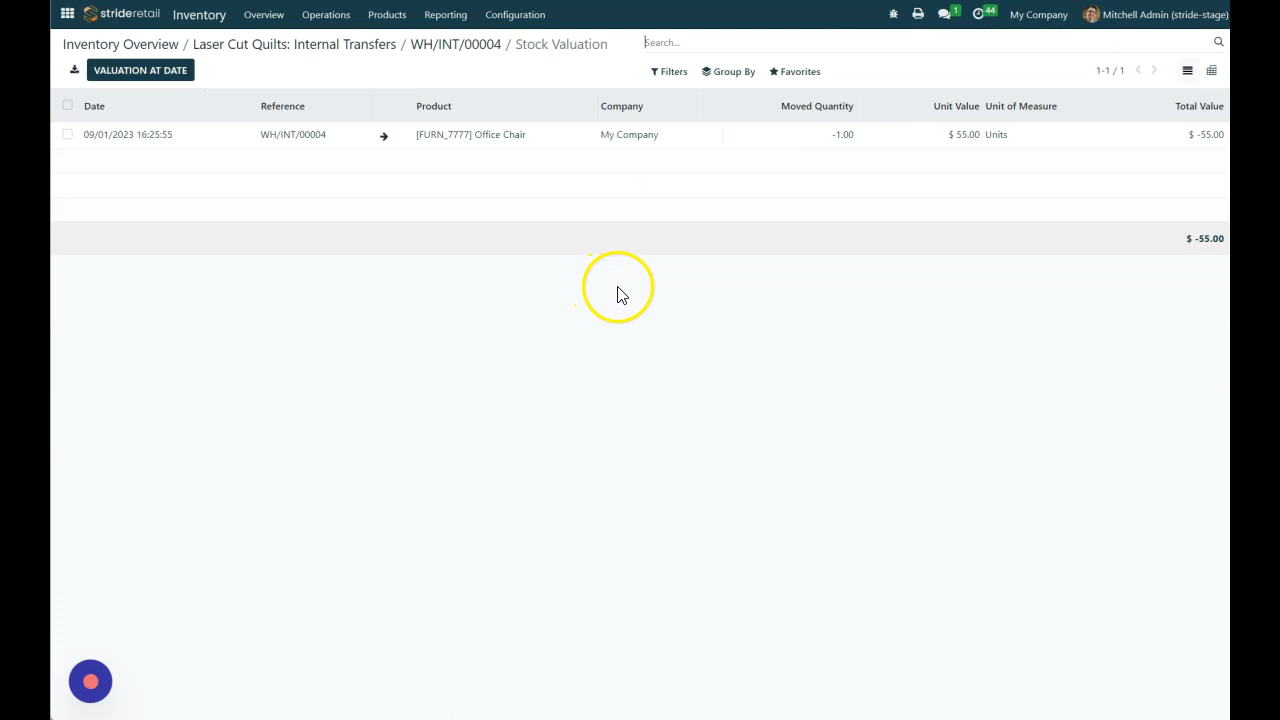 strideretail Inventory Overview Operations Products Reporting Configuration 1 44 My Company Mitchell Admin (stride-stage)
Inventory Overview / Laser Cut Quilts: Internal Transfers / WH/INT/00004 / Stock Valuation Search...
VALUATION AT DATE Filters Group By Favorites 1-1 / 1
Date Reference Product Company Moved Quantity Unit Value Unit of Measure Total Value
09/01/2023 16:25:55 WH/INT/00004 [FURN_7777] Office Chair My Company -1.00 $ 55.00 Units $ -55.00
$ -55.00